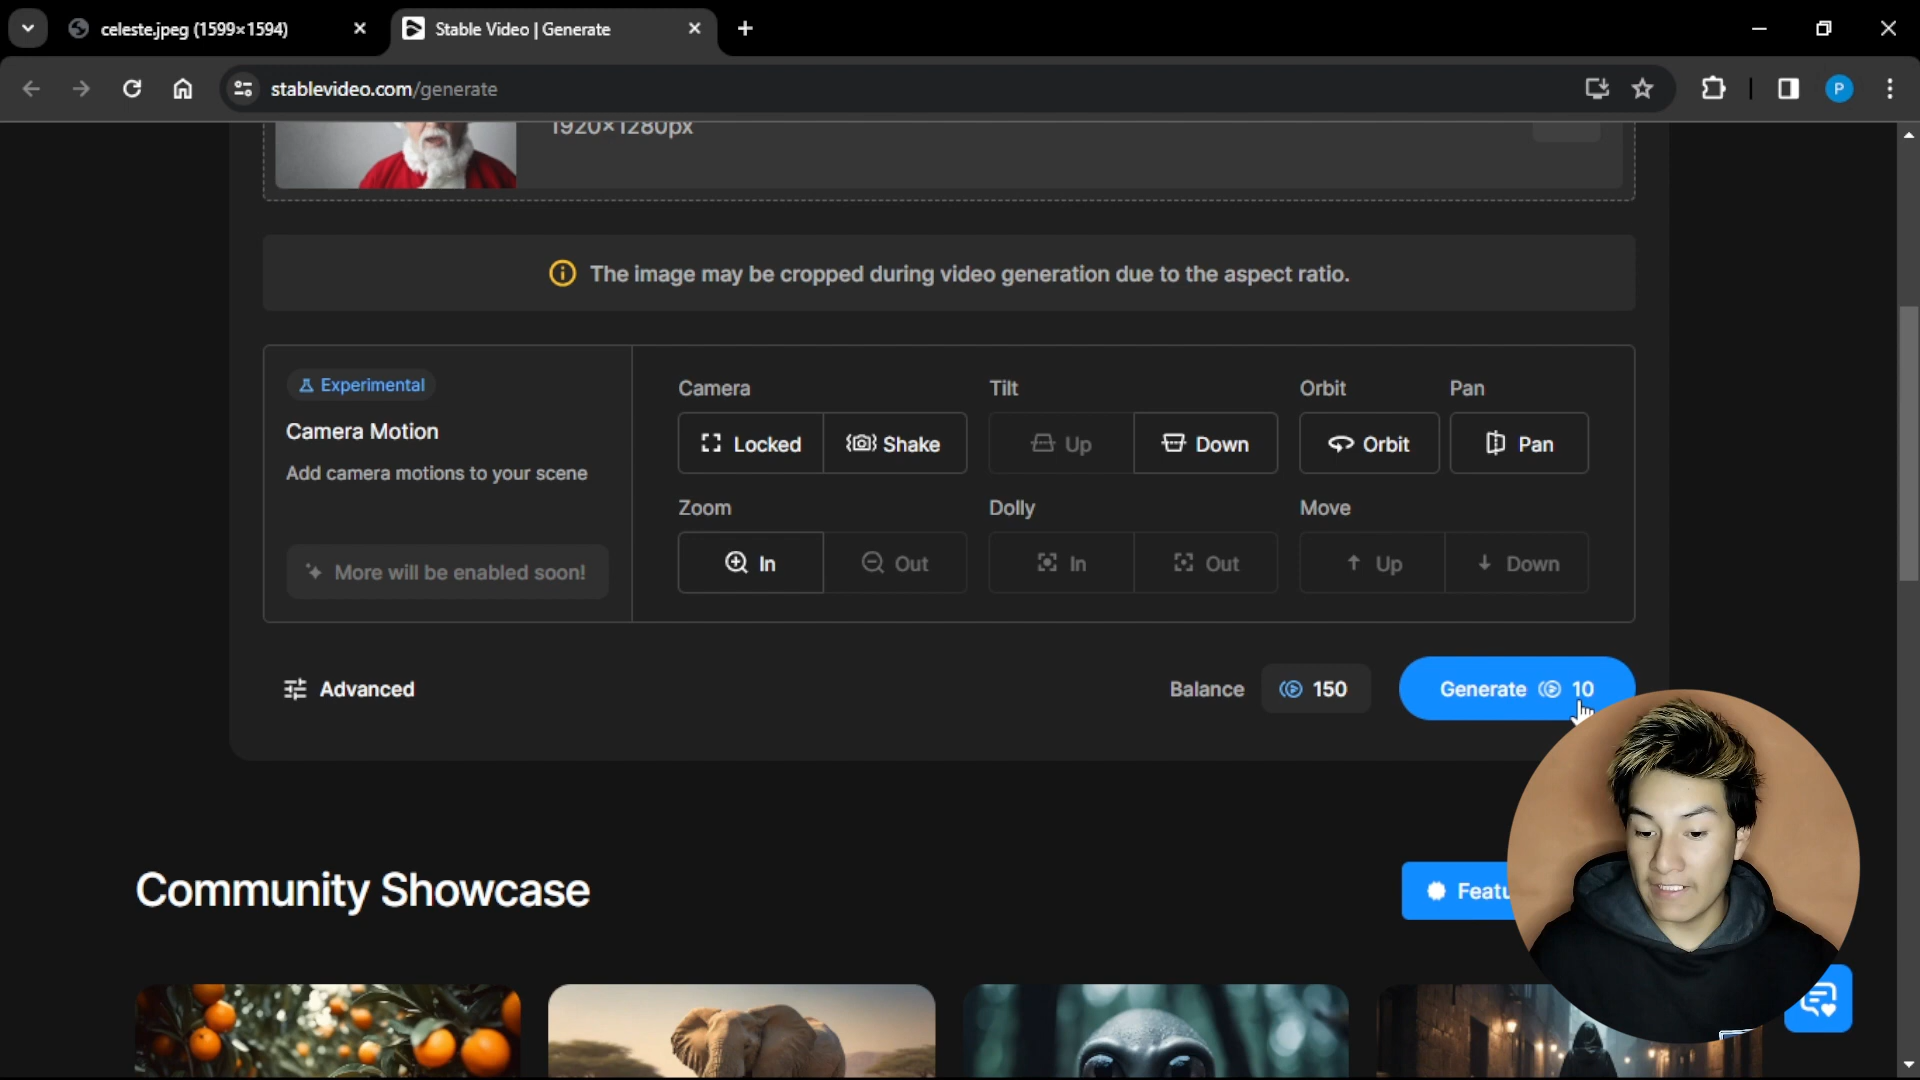 celeste.jpeg (1599×1594)
Stable Video | Generate
stablevideo.com/generate
P
1920×1280px
The image may be cropped during video generation due to the aspect ratio.
Experimental
Camera Motion
Add camera motions to your scene
More will be enabled soon!
Camera
Tilt
Orbit
Pan
Locked
Shake
Up
Down
Orbit
Pan
Zoom
Dolly
Move
In
Out
In
Out
Up
Down
Advanced
Balance
150
Generate 10
Community Showcase
Featu